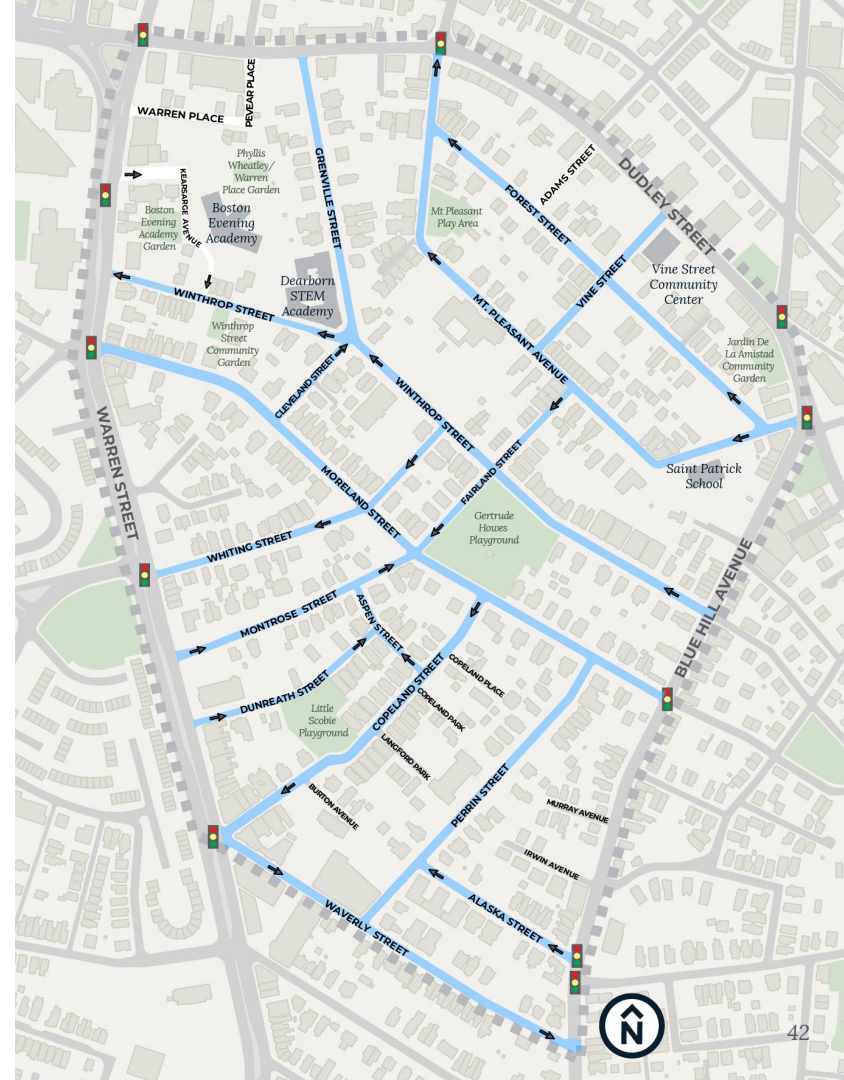 PEVEAR PLACE
WARREN PLACE
Phyllis
Wheatley/
Warren
Place Garden
KEARSARGE AVENUE
Boston
Evening
Academy
Garden
Boston
Evening
Academy
GRENVILLE STREET
Mt Pleasant
Play Area
FOREST STREET
ADAMS STREET
DUDLEY STREET
VINE STREET
Vine Street
Community
Center
Dearborn
STEM
Academy
WINTHROP STREET
Winthrop
Street
Community
Garden
CLEVELAND STREET
MT. PLEASANT AVENUE
Jardin De
La Amistad
Community
Garden
WINTHROP STREET
WARREN STREET
MORELAND STREET
FAIRLAND STREET
Saint Patrick
School
Gertrude
Howes
Playground
WHITING STREET
MONTROSE STREET
ASPEN STREET
BLUE HILL AVENUE
DUNREATH STREET
Little
Scobie
Playground
COPELAND STREET
COPELAND PLACE
COPELAND PARK
LANGFORD PARK
BURTON AVENUE
PERRIN STREET
MURRAY AVENUE
IRWIN AVENUE
WAVERLY STREET
ALASKA STREET
N
42